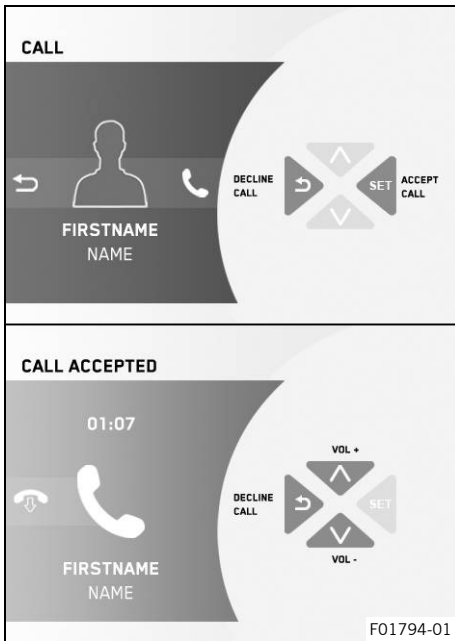 CALL
DECLINE
CALL
SET
ACCEPT
CALL
FIRSTNAME
NAME
CALL ACCEPTED
01:07
VOL +
DECLINE
CALL
SET
VOL -
FIRSTNAME
NAME
F01794-01